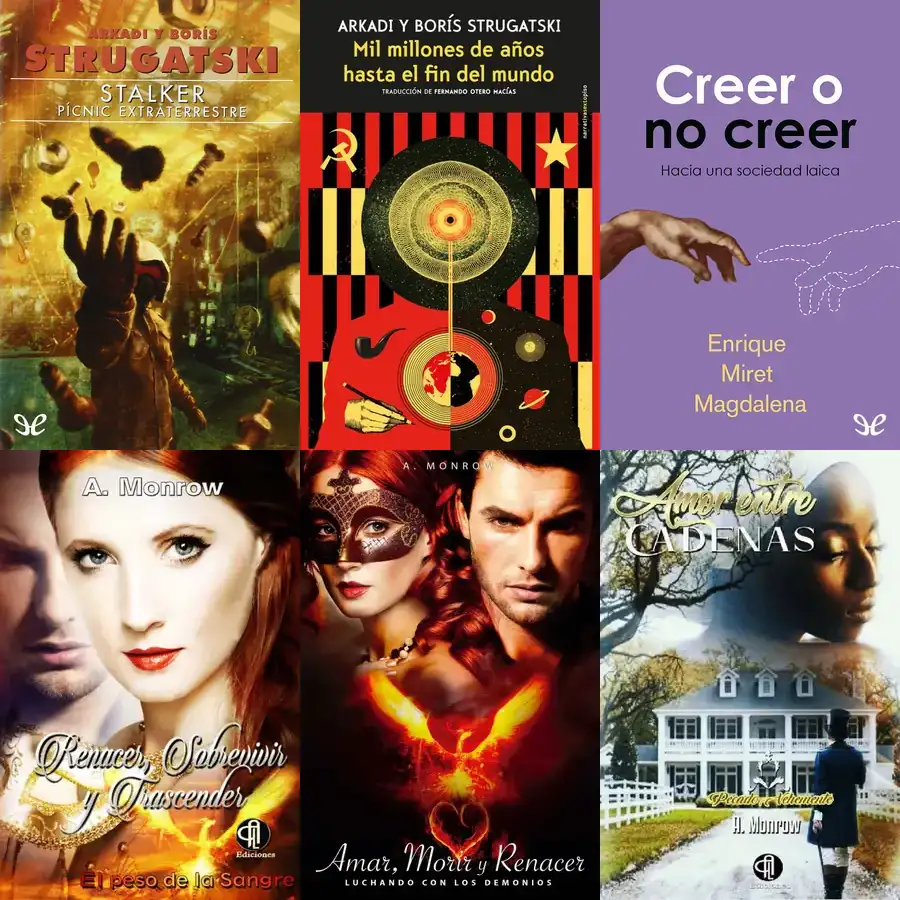 ARKADI Y BORÍS
STRUGATSKI
STALKER
PÍCNIC EXTRATERRESTRE
ARKADI Y BORÍS STRUGATSKI
Mil millones de años
hasta el fin del mundo
TRADUCCIÓN DE FERNANDO OTERO MACÍAS
Creer o
no creer
Hacia una sociedad laica
Enrique
Miret
Magdalena
A. Monrow
Renacer, Sobrevivir
y Trascender
Ediciones
El peso de la Sangre
A. MONROW
Amar, Morir y Renacer
LUCHANDO CON LOS DEMONIOS
Amor entre
CADENAS
A. Monrow
Ediciones